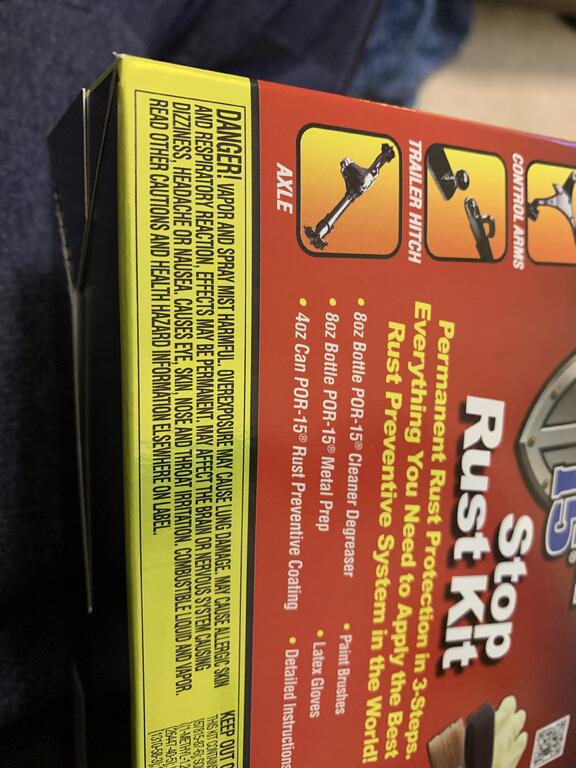 15
Stop
Rust Kit
Permanent Rust Protection in 3-Steps.
Everything You Need to Apply the Best
Rust Preventive System in the World!
• 8oz Bottle POR-15® Cleaner Degreaser
• 8oz Bottle POR-15® Metal Prep
• 4oz Can POR-15® Rust Preventive Coating
• Paint Brushes
• Latex Gloves
• Detailed Instructions
CONTROL ARMS
TRAILER HITCH
AXLE
DANGER! VAPOR AND SPRAY MIST HARMFUL. OVEREXPOSURE MAY CAUSE LUNG DAMAGE. MAY CAUSE ALLERGIC SKIN
AND RESPIRATORY REACTION, EFFECTS MAY BE PERMANENT. MAY AFFECT THE BRAIN OR NERVOUS SYSTEM CAUSING
DIZZINESS, HEADACHE OR NAUSEA. CAUSES EYE, SKIN, NOSE AND THROAT IRRITATION. COMBUSTIBLE LIQUID AND VAPOR.
READ OTHER CAUTIONS AND HEALTH HAZARD INFORMATION ELSEWHERE ON LABEL.
KEEP OUT
THIS KIT